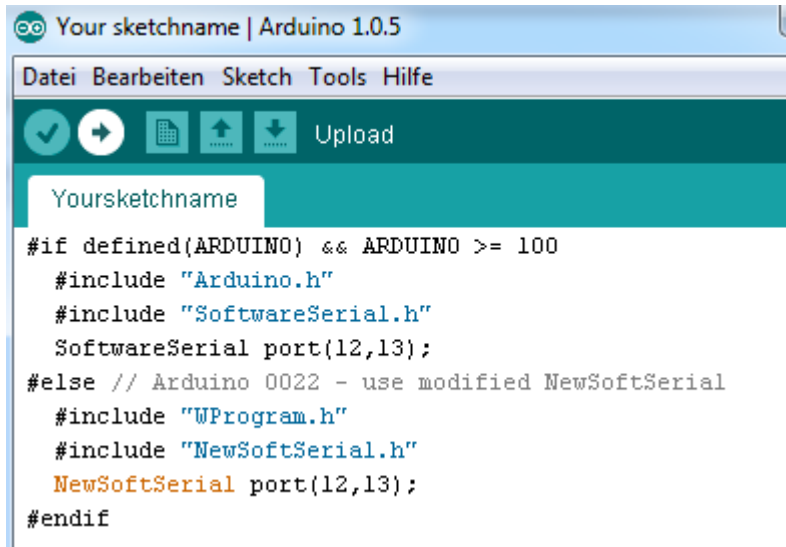 Your sketchname | Arduino 1.0.5
Datei Bearbeiten Sketch Tools Hilfe
Upload
Yoursketchname
#if defined(ARDUINO) && ARDUINO >= 100
  #include "Arduino.h"
  #include "SoftwareSerial.h"
  SoftwareSerial port(12,13);
#else // Arduino 0022 - use modified NewSoftSerial
  #include "WProgram.h"
  #include "NewSoftSerial.h"
  NewSoftSerial port(12,13);
#endif